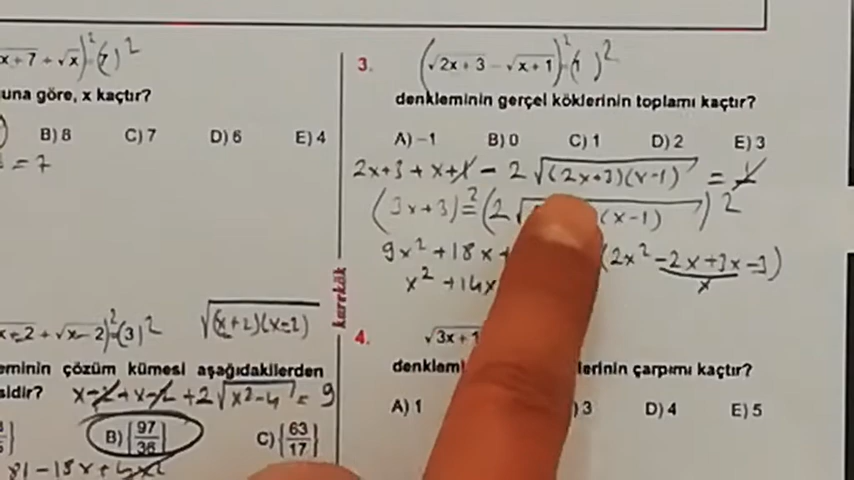 x+7 + √x)² = (7)²
una göre, x kaçtır?
B) 8 C) 7 D) 6 E) 4
= 7
x+2 + √x-2)² = (3)² √(x+2)(x-2)
eminin çözüm kümesi aşağıdakilerden
sidir?
x-2+x-2 +2√x²-4 = 9
B) {97/36} C) {63/17}
81-18x+4x²
karekök
3. (√2x+3 - √x+1)² = (1)²
denkleminin gerçel köklerinin toplamı kaçtır?
A) -1 B) 0 C) 1 D) 2 E) 3
2x+3 + x+1 - 2√(2x+3)(x-1) = 1
(3x+3)² = (2√ (x-1) )²
9x² + 18x+ (2x²-2x+3x-3)
x
x² + 14x
4. √3x+1
denklem lerinin çarpımı kaçtır?
A) 1 3 D) 4 E) 5